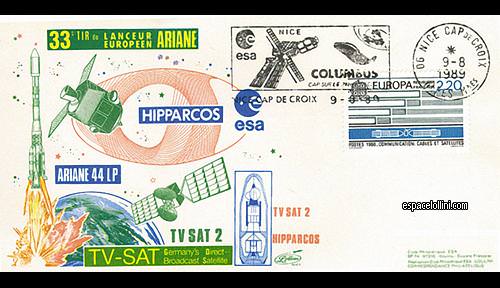 33e TIR du LANCEUR EUROPEEN ARIANE
esa
NICE
COLUMBUS
NICE CAP DE CROIX 9-8-89
06 NICE CAP DE CROIX
9-8
1989
EUROPA
2,20
POSTES 1988 COMMUNICATION CABLES ET SATELLITES
HIPPARCOS
esa
ARIANE 44 LP
espacelollini.com
TV SAT 2
TV SAT 2
HIPPARCOS
TV-SAT Germany's Direct-Broadcast Satellite